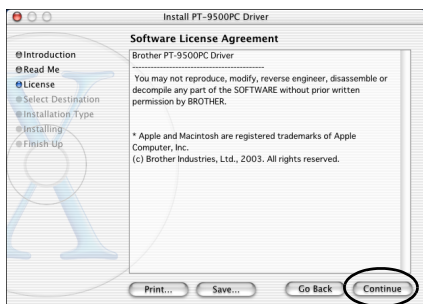 Install PT-9500PC Driver
Software License Agreement
Introduction
Read Me
License
Select Destination
Installation Type
Installing
Finish Up
Brother PT-9500PC Driver
--------------------------------------------
You may not reproduce, modify, reverse engineer, disassemble or
decompile any part of the SOFTWARE without prior written
permission by BROTHER.
* Apple and Macintosh are registered trademarks of Apple
Computer, Inc.
(c) Brother Industries, Ltd., 2003. All rights reserved.
Print... Save... Go Back Continue